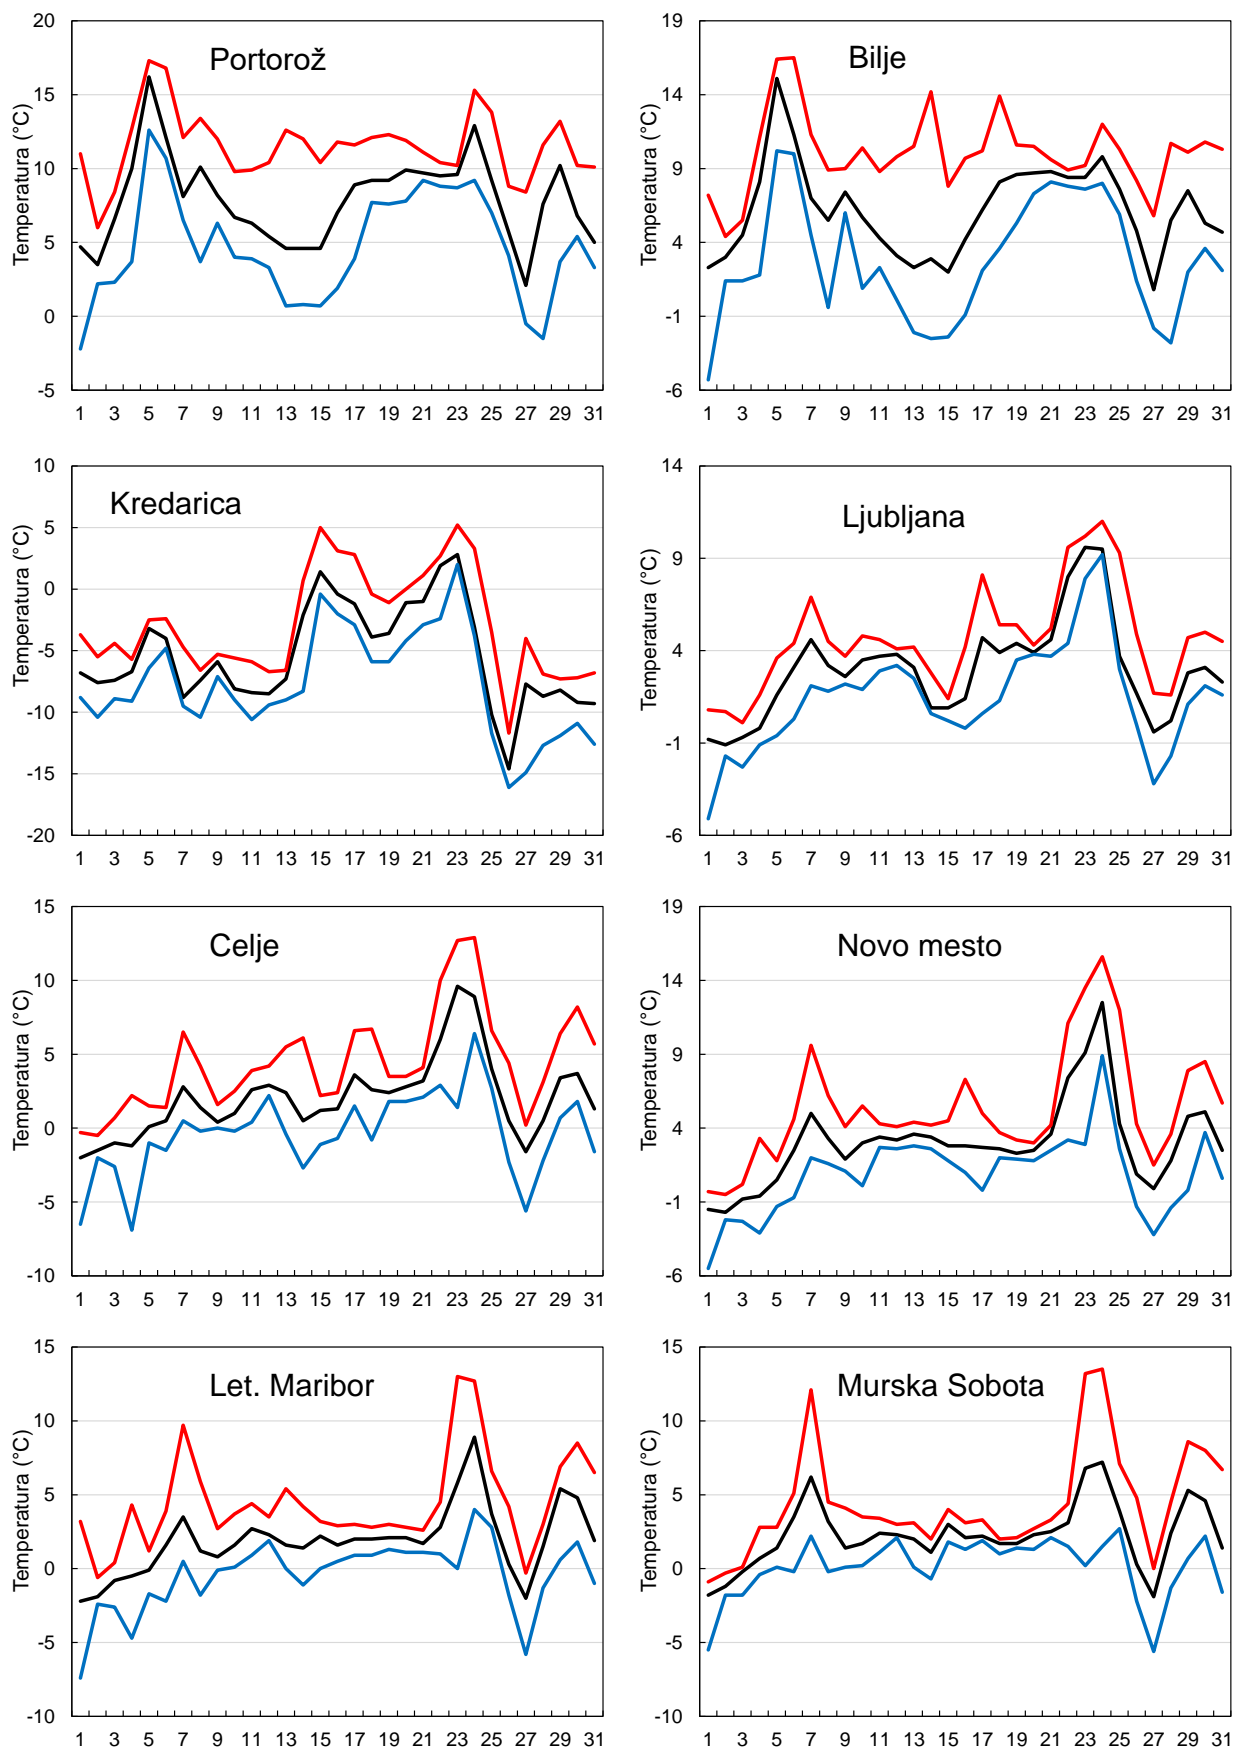 Portorož
Temperatura (°C)
20
15
10
5
0
-5
1 3 5 7 9 11 13 15 17 19 21 23 25 27 29 31
Bilje
Temperatura (°C)
19
14
9
4
-1
-6
1 3 5 7 9 11 13 15 17 19 21 23 25 27 29 31
Kredarica
Temperatura (°C)
10
5
0
-5
-10
-15
-20
1 3 5 7 9 11 13 15 17 19 21 23 25 27 29 31
Ljubljana
Temperatura (°C)
14
9
4
-1
-6
1 3 5 7 9 11 13 15 17 19 21 23 25 27 29 31
Celje
Temperatura (°C)
15
10
5
0
-5
-10
1 3 5 7 9 11 13 15 17 19 21 23 25 27 29 31
Novo mesto
Temperatura (°C)
19
14
9
4
-1
-6
1 3 5 7 9 11 13 15 17 19 21 23 25 27 29 31
Let. Maribor
Temperatura (°C)
15
10
5
0
-5
-10
1 3 5 7 9 11 13 15 17 19 21 23 25 27 29 31
Murska Sobota
Temperatura (°C)
15
10
5
0
-5
-10
1 3 5 7 9 11 13 15 17 19 21 23 25 27 29 31